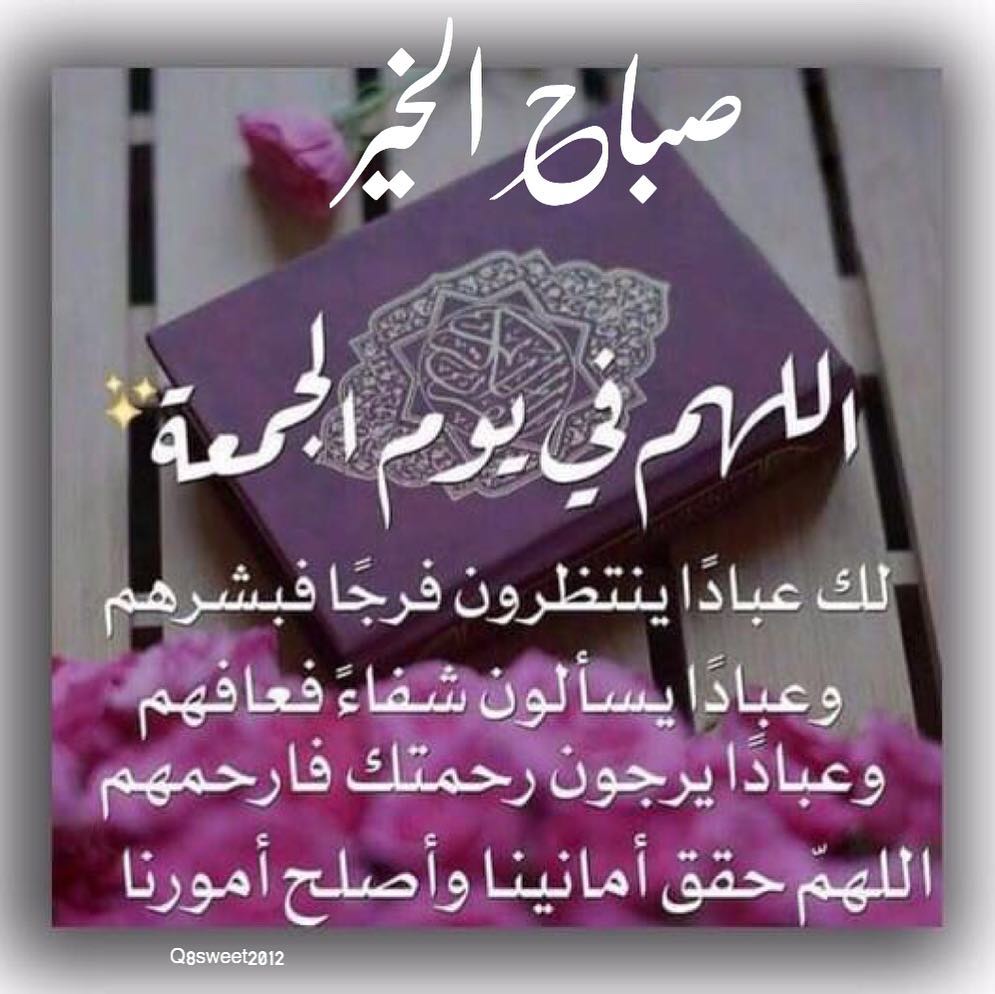 صباح الخير
اللهم في يوم الجمعة
لك عبادًا ينتظرون فرجًا فبشرهم
وعبادًا يسألون شفاءً فعافهم
وعبادًا يرجون رحمتك فارحمهم
اللهمّ حقق أمانينا وأصلح أمورنا
Q8sweet2012